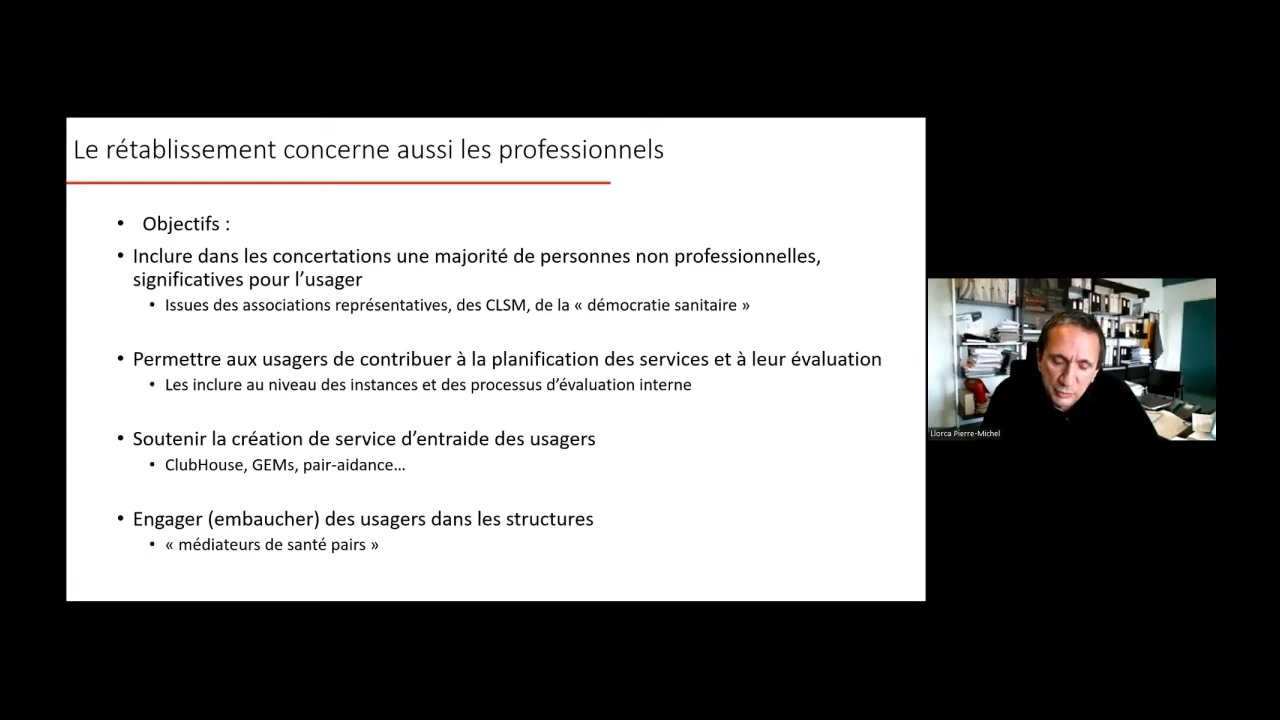 Le rétablissement concerne aussi les professionnels
• Objectifs :
• Inclure dans les concertations une majorité de personnes non professionnelles,
significatives pour l’usager
• Issues des associations représentatives, des CLSM, de la « démocratie sanitaire »
• Permettre aux usagers de contribuer à la planification des services et à leur évaluation
• Les inclure au niveau des instances et des processus d’évaluation interne
• Soutenir la création de service d’entraide des usagers
• ClubHouse, GEMs, pair-aidance…
• Engager (embaucher) des usagers dans les structures
• « médiateurs de santé pairs »
Llorca Pierre-Michel